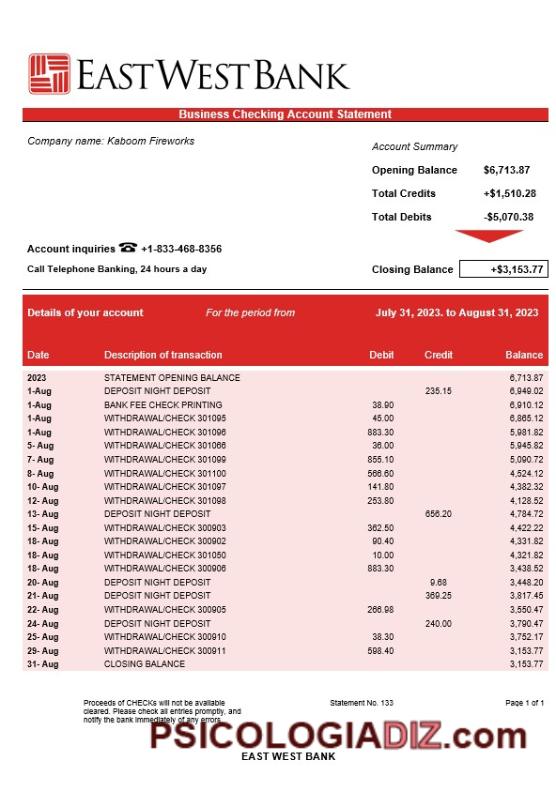 EASTWESTBANK
Business Checking Account Statement
Company name: Kaboom Fireworks
Account Summary
Opening Balance $6,713.87
Total Credits +$1,510.28
Total Debits -$5,070.38
Account inquiries ☎ +1-833-468-8356
Call Telephone Banking, 24 hours a day
Closing Balance +$3,153.77
Details of your account For the period from July 31, 2023. to August 31, 2023
Date Description of transaction Debit Credit Balance
2023 STATEMENT OPENING BALANCE 6,713.87
1-Aug DEPOSIT NIGHT DEPOSIT 235.15 6,949.02
1-Aug BANK FEE CHECK PRINTING 38.90 6,910.12
1-Aug WITHDRAWAL/CHECK 301095 45.00 6,865.12
1-Aug WITHDRAWAL/CHECK 301096 883.30 5,981.82
5- Aug WITHDRAWAL/CHECK 301066 36.00 5,945.82
7- Aug WITHDRAWAL/CHECK 301099 855.10 5,090.72
8- Aug WITHDRAWAL/CHECK 301100 566.60 4,524.12
10- Aug WITHDRAWAL/CHECK 301097 141.80 4,382.32
12- Aug WITHDRAWAL/CHECK 301098 253.80 4,128.52
13- Aug DEPOSIT NIGHT DEPOSIT 656.20 4,784.72
15- Aug WITHDRAWAL/CHECK 300903 362.50 4,422.22
18- Aug WITHDRAWAL/CHECK 300902 90.40 4,331.82
18- Aug WITHDRAWAL/CHECK 301050 10.00 4,321.82
18- Aug WITHDRAWAL/CHECK 300906 883.30 3,438.52
20- Aug DEPOSIT NIGHT DEPOSIT 9.68 3,448.20
21- Aug DEPOSIT NIGHT DEPOSIT 369.25 3,817.45
22- Aug WITHDRAWAL/CHECK 300905 266.98 3,550.47
24- Aug DEPOSIT NIGHT DEPOSIT 240.00 3,790.47
25- Aug WITHDRAWAL/CHECK 300910 38.30 3,752.17
29- Aug WITHDRAWAL/CHECK 300911 598.40 3,153.77
31- Aug CLOSING BALANCE 3,153.77
Proceeds of CHECKs will not be available Statement No. 133 Page 1 of 1
cleared. Please check all entries promptly, and
notify the bank immediately of any errors.
PSICOLOGIADIZ.com
EAST WEST BANK